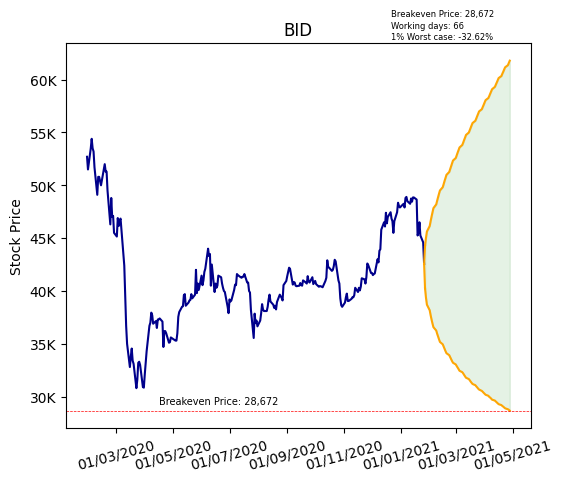 Breakeven Price: 28,672
Working days: 66
1% Worst case: -32.62%
BID
Stock Price
60K
55K
50K
45K
40K
35K
30K
Breakeven Price: 28,672
01/03/2020
01/05/2020
01/07/2020
01/09/2020
01/11/2020
01/01/2021
01/03/2021
01/05/2021